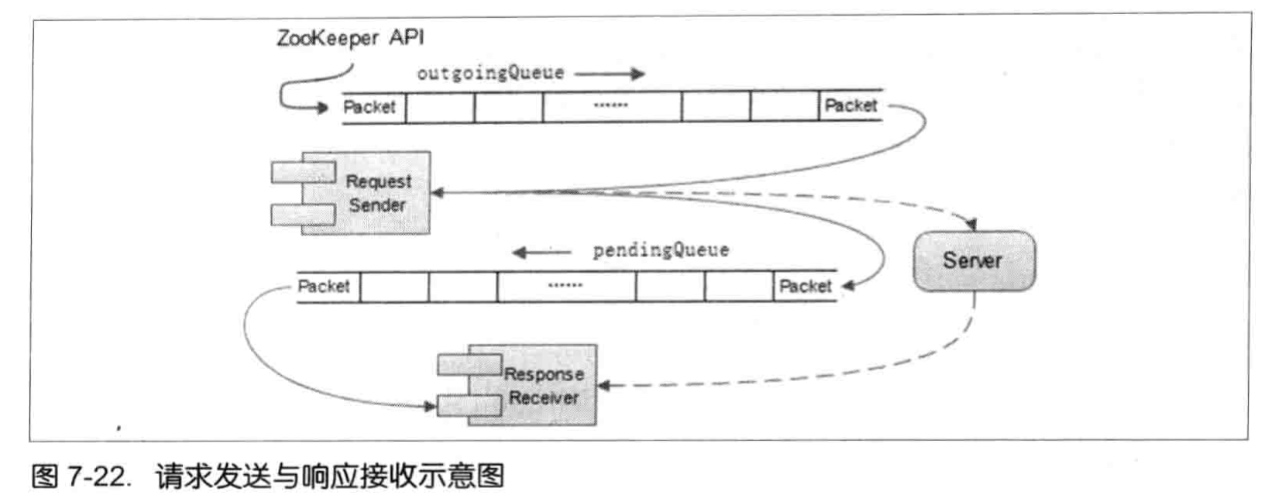 ZooKeeper API
outgoingQueue
Packet
......
Packet
Request
Sender
pendingQueue
Server
Packet
......
Packet
Response
Receiver
图 7-22. 请求发送与响应接收示意图